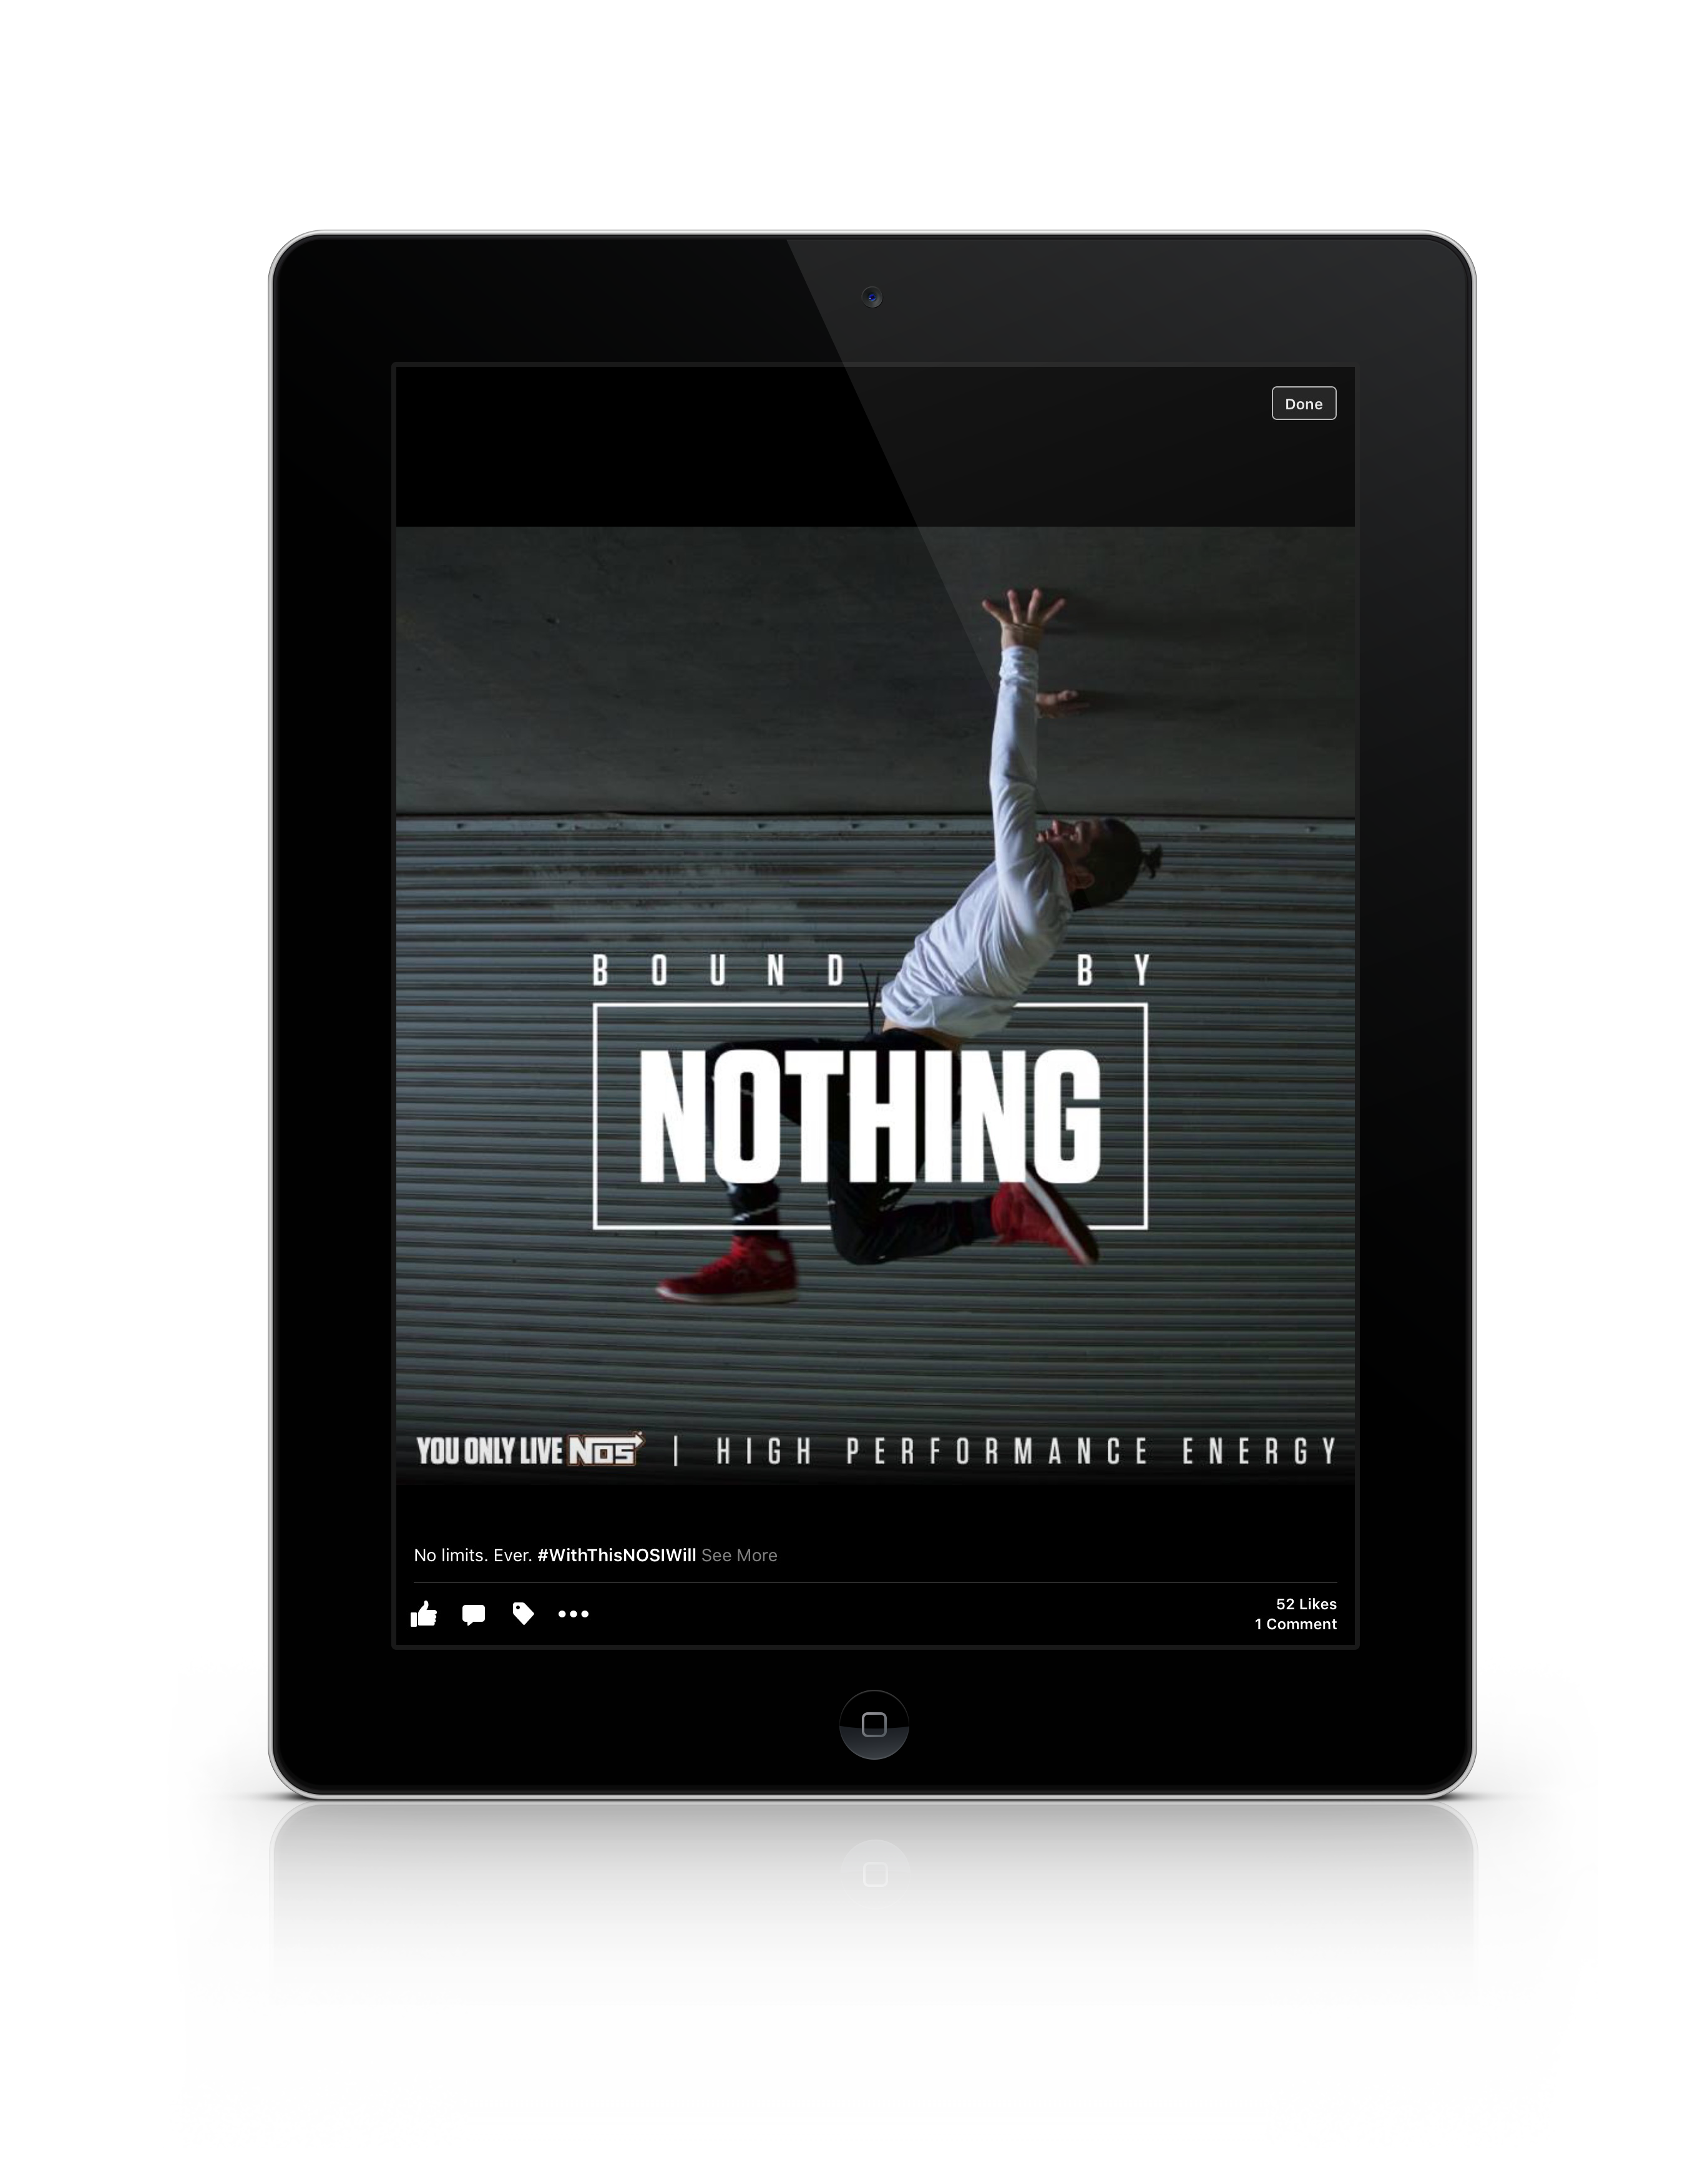 Done
BOUND BY
NOTHING
YOU ONLY LIVE NOS | HIGH PERFORMANCE ENERGY
No limits. Ever. #WithThisNOSIWill See More
52 Likes
1 Comment